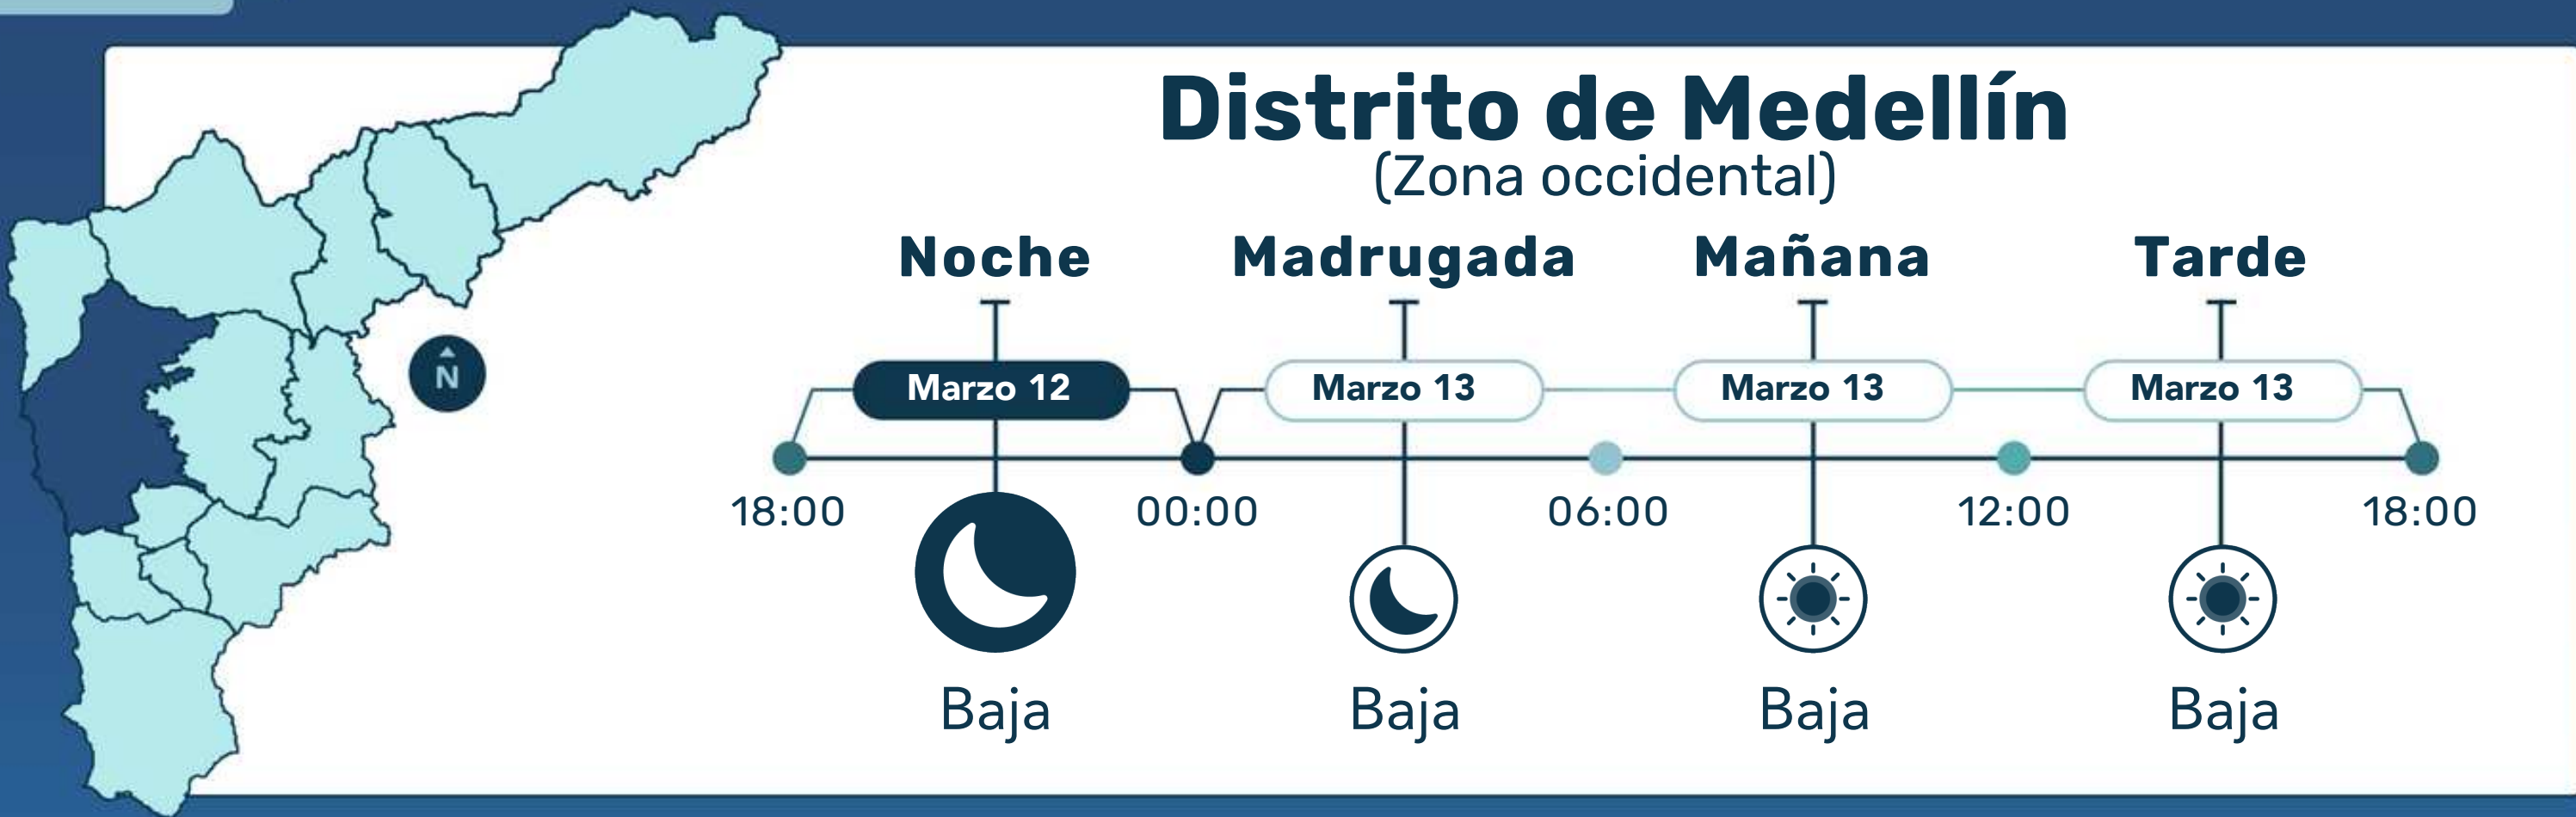 Distrito de Medellín
(Zona occidental)
Noche Madrugada Mañana Tarde
Marzo 12 Marzo 13 Marzo 13 Marzo 13
N
18:00 00:00 06:00 12:00 18:00
Baja Baja Baja Baja